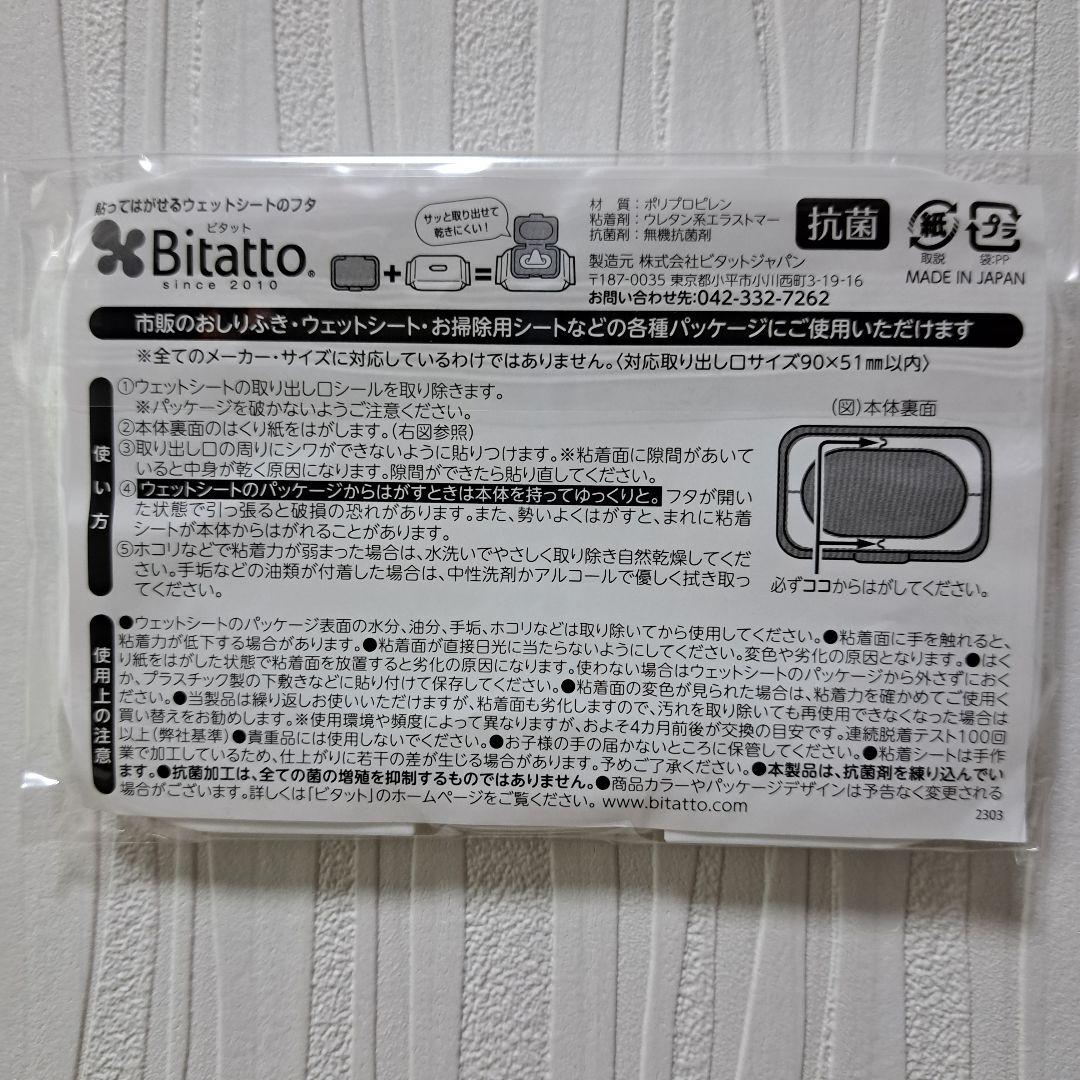 貼ってはがせるウェットシートのフタ
ビタット
Bitatto®
since 2010
サッと取り出せて
乾きにくい!
+
=
材 質:ポリプロピレン
粘着剤:ウレタン系エラストマー
抗菌剤:無機抗菌剤
製造元 株式会社ビタットジャパン
〒187-0035 東京都小平市小川西町3-19-16
お問い合わせ先:042-332-7262
抗菌
紙
取説
プラ
袋:PP
MADE IN JAPAN
市販のおしりふき・ウェットシート・お掃除用シートなどの各種パッケージにご使用いただけます
※全てのメーカー・サイズに対応しているわけではありません。〈対応取り出し口サイズ90×51㎜以内〉
使い方
①ウェットシートの取り出し口シールを取り除きます。
※パッケージを破かないようご注意ください。
②本体裏面のはくり紙をはがします。(右図参照)
③取り出し口の周りにシワができないように貼りつけます。※粘着面に隙間があいて
いると中身が乾く原因になります。隙間ができたら貼り直してください。
④ウェットシートのパッケージからはがすときは本体を持ってゆっくりと。フタが開い
た状態で引っ張ると破損の恐れがあります。また、勢いよくはがすと、まれに粘着
シートが本体からはがれることがあります。
⑤ホコリなどで粘着力が弱まった場合は、水洗いでやさしく取り除き自然乾燥してくだ
さい。手垢などの油類が付着した場合は、中性洗剤かアルコールで優しく拭き取っ
てください。
(図)本体裏面
必ずココからはがしてください。
使用上の注意
●ウェットシートのパッケージ表面の水分、油分、手垢、ホコリなどは取り除いてから使用してください。●粘着面に手を触れると、
粘着力が低下する場合があります。●粘着面が直接日光に当たらないようにしてください。変色や劣化の原因となります。●はく
り紙をはがした状態で粘着面を放置すると劣化の原因になります。使わない場合はウェットシートのパッケージから外さずにおく
か、プラスチック製の下敷きなどに貼り付けて保存してください。●粘着面の変色が見られた場合は、粘着力を確かめてご使用く
ださい。●当製品は繰り返しお使いいただけますが、粘着面も劣化しますので、汚れを取り除いても再使用できなくなった場合は
買い替えをお勧めします。※使用環境や頻度によって異なりますが、およそ4カ月前後が交換の目安です。連続脱着テスト100回
以上(弊社基準)●貴重品には使用しないでください。●お子様の手の届かないところに保管してください。●粘着シートは手作
業で加工しているため、仕上がりに若干の差が生じる場合があります。予めご了承ください。●本製品は、抗菌剤を練り込んでい
ます。●抗菌加工は、全ての菌の増殖を抑制するものではありません。●商品カラーやパッケージデザインは予告なく変更される
場合がございます。詳しくは「ビタット」のホームページをご覧ください。 www.bitatto.com
2303